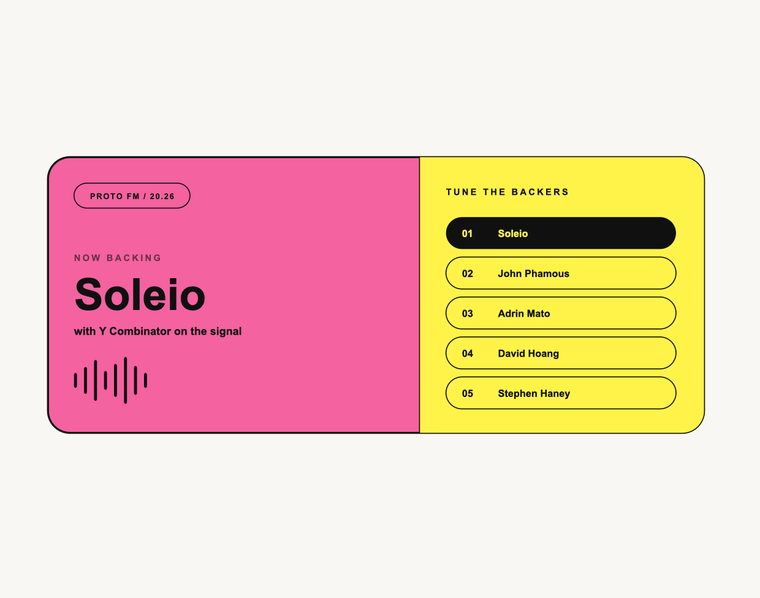 PROTO FM / 20.26
NOW BACKING
Soleio
with Y Combinator on the signal
TUNE THE BACKERS
01 Soleio
02 John Phamous
03 Adrin Mato
04 David Hoang
05 Stephen Haney